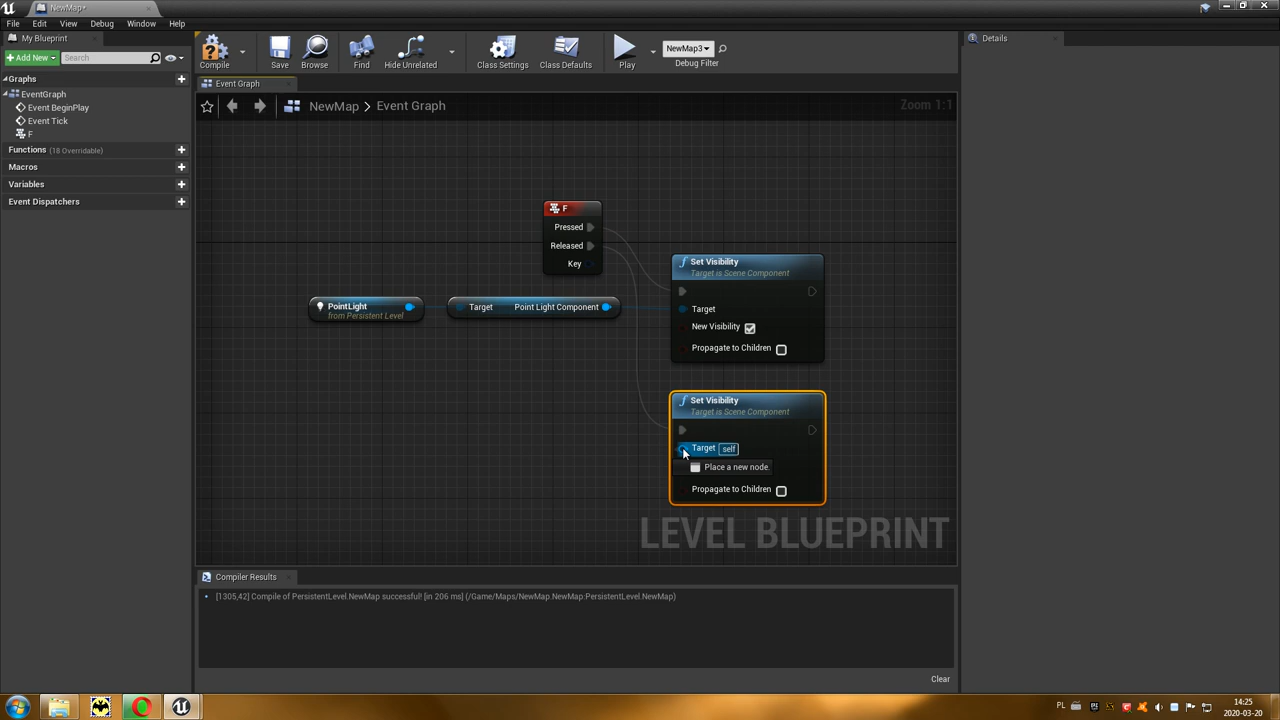 NewMap*
File Edit View Debug Window Help
My Blueprint
Details
+Add New
Search
Compile
Save
Browse
Find
Hide Unrelated
Class Settings
Class Defaults
Play
NewMap3
Debug Filter
Graphs
EventGraph
Event BeginPlay
Event Tick
F
Functions (18 Overridable)
Macros
Variables
Event Dispatchers
Event Graph
NewMap > Event Graph
Zoom 1:1
F
Pressed
Released
Key
PointLight
from Persistent Level
Target Point Light Component
Set Visibility
Target is Scene Component
Target
New Visibility
Propagate to Children
Set Visibility
Target is Scene Component
Target self
Place a new node.
Propagate to Children
LEVEL BLUEPRINT
Compiler Results
[1305,42] Compile of PersistentLevel.NewMap successful! [in 206 ms] (/Game/Maps/NewMap.NewMap:PersistentLevel.NewMap)
Clear
PL
14:25
2020-03-20